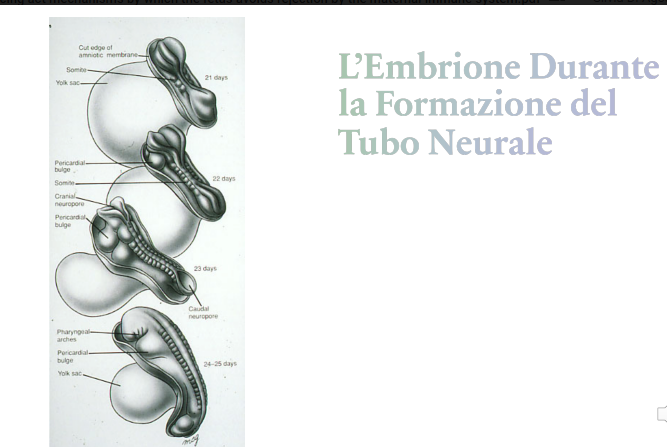 L'Embrione Durante
la Formazione del
Tubo Neurale
Cut edge of
amniotic membrane
Somite
Yolk sac
21 days
Pericardial
bulge
Somite
22 days
Cranial
neuropore
Pericardial
bulge
23 days
Caudal
neuropore
Pharyngeal
arches
Pericardial
bulge
24-25 days
Yolk sac